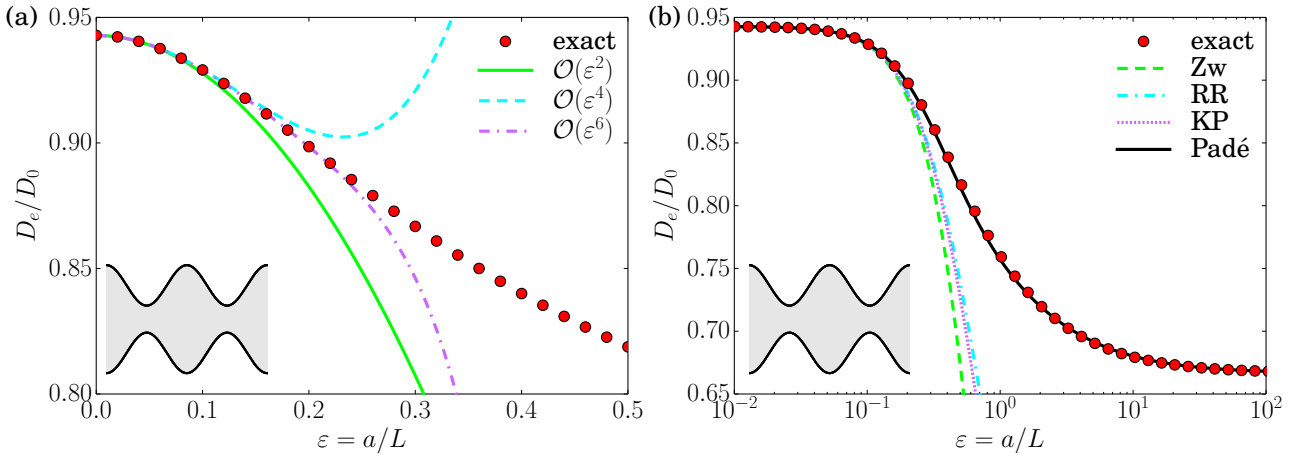 (a)
0.95
0.90
0.85
0.80
D_e/D_0
exact
𝒪(ε²)
𝒪(ε⁴)
𝒪(ε⁶)
0.0 0.1 0.2 0.3 0.4 0.5
ε = a/L
(b)
0.95
0.90
0.85
0.80
0.75
0.70
0.65
D_e/D_0
exact
Zw
RR
KP
Padé
10⁻² 10⁻¹ 10⁰ 10¹ 10²
ε = a/L